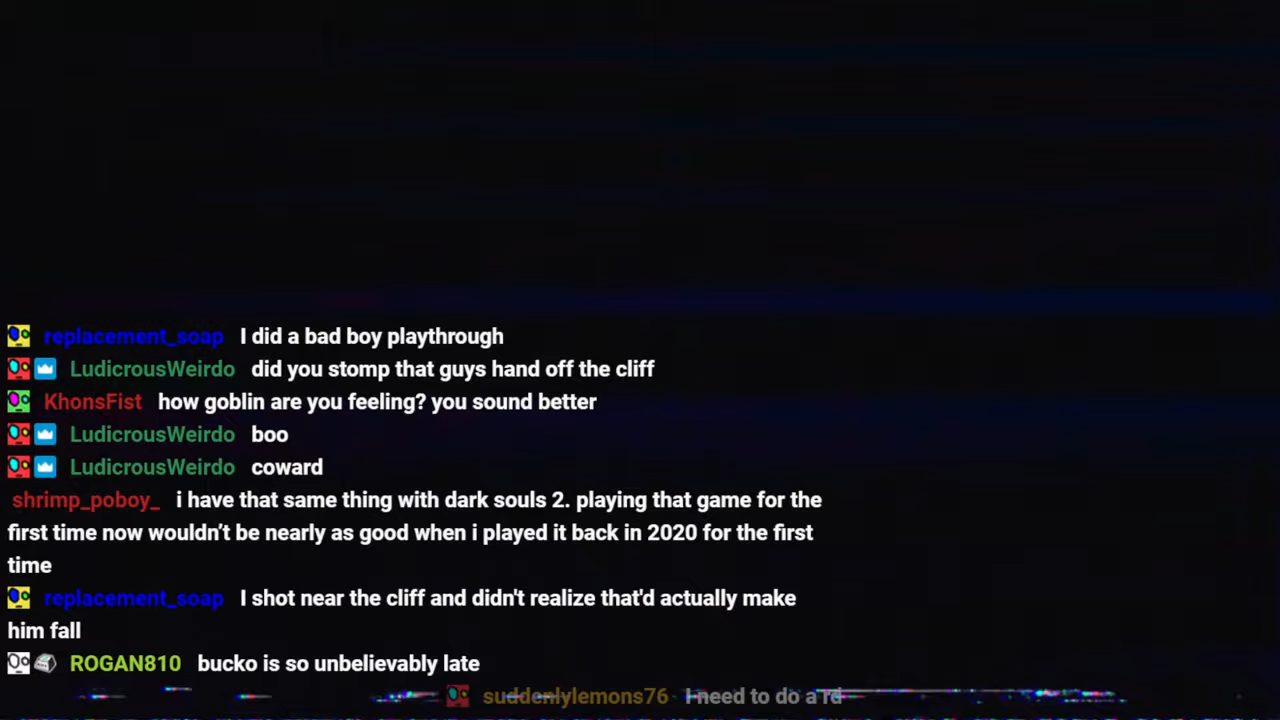 replacement_soap I did a bad boy playthrough
LudicrousWeirdo did you stomp that guys hand off the cliff
KhonsFist how goblin are you feeling? you sound better
LudicrousWeirdo boo
LudicrousWeirdo coward
shrimp_poboy_ i have that same thing with dark souls 2. playing that game for the
first time now wouldn’t be nearly as good when i played it back in 2020 for the first
time
replacement_soap I shot near the cliff and didn't realize that'd actually make
him fall
ROGAN810 bucko is so unbelievably late
suddenlylemons76 I need to do a rd